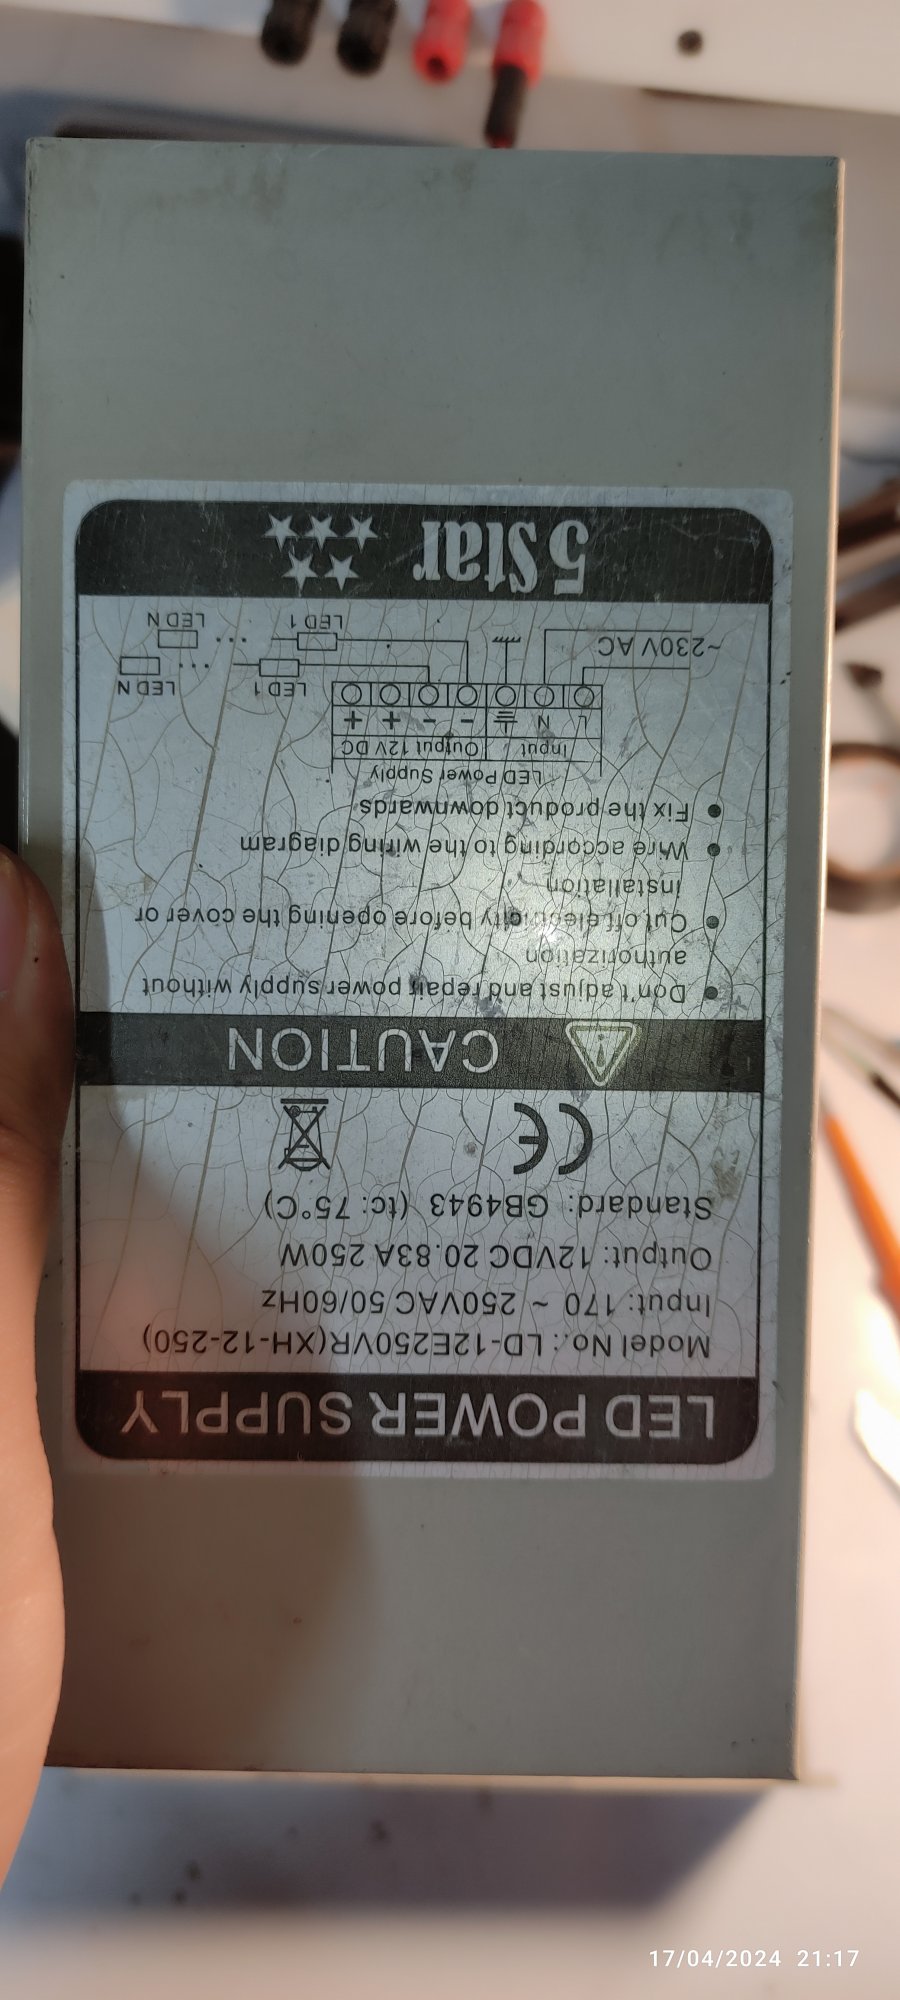 LED POWER SUPPLY
Model No.: LD-12E250VR(XH-12-250)
Input: 170 ~ 250VAC 50/60Hz
Output: 12VDC 20.83A 250W
Standard: GB4943 (tc: 75°C)
CE
CAUTION
Don't adjust and repair power supply without
authorization
Cut off electricity before opening the cover or
installation
Wire according to the wiring diagram
Fix the product downwards
LED Power Supply
Input Output 12V DC
L N - - + +
LED 1 LED N
~230V AC
LED 1 LED N
5Star
17/04/2024 21:17